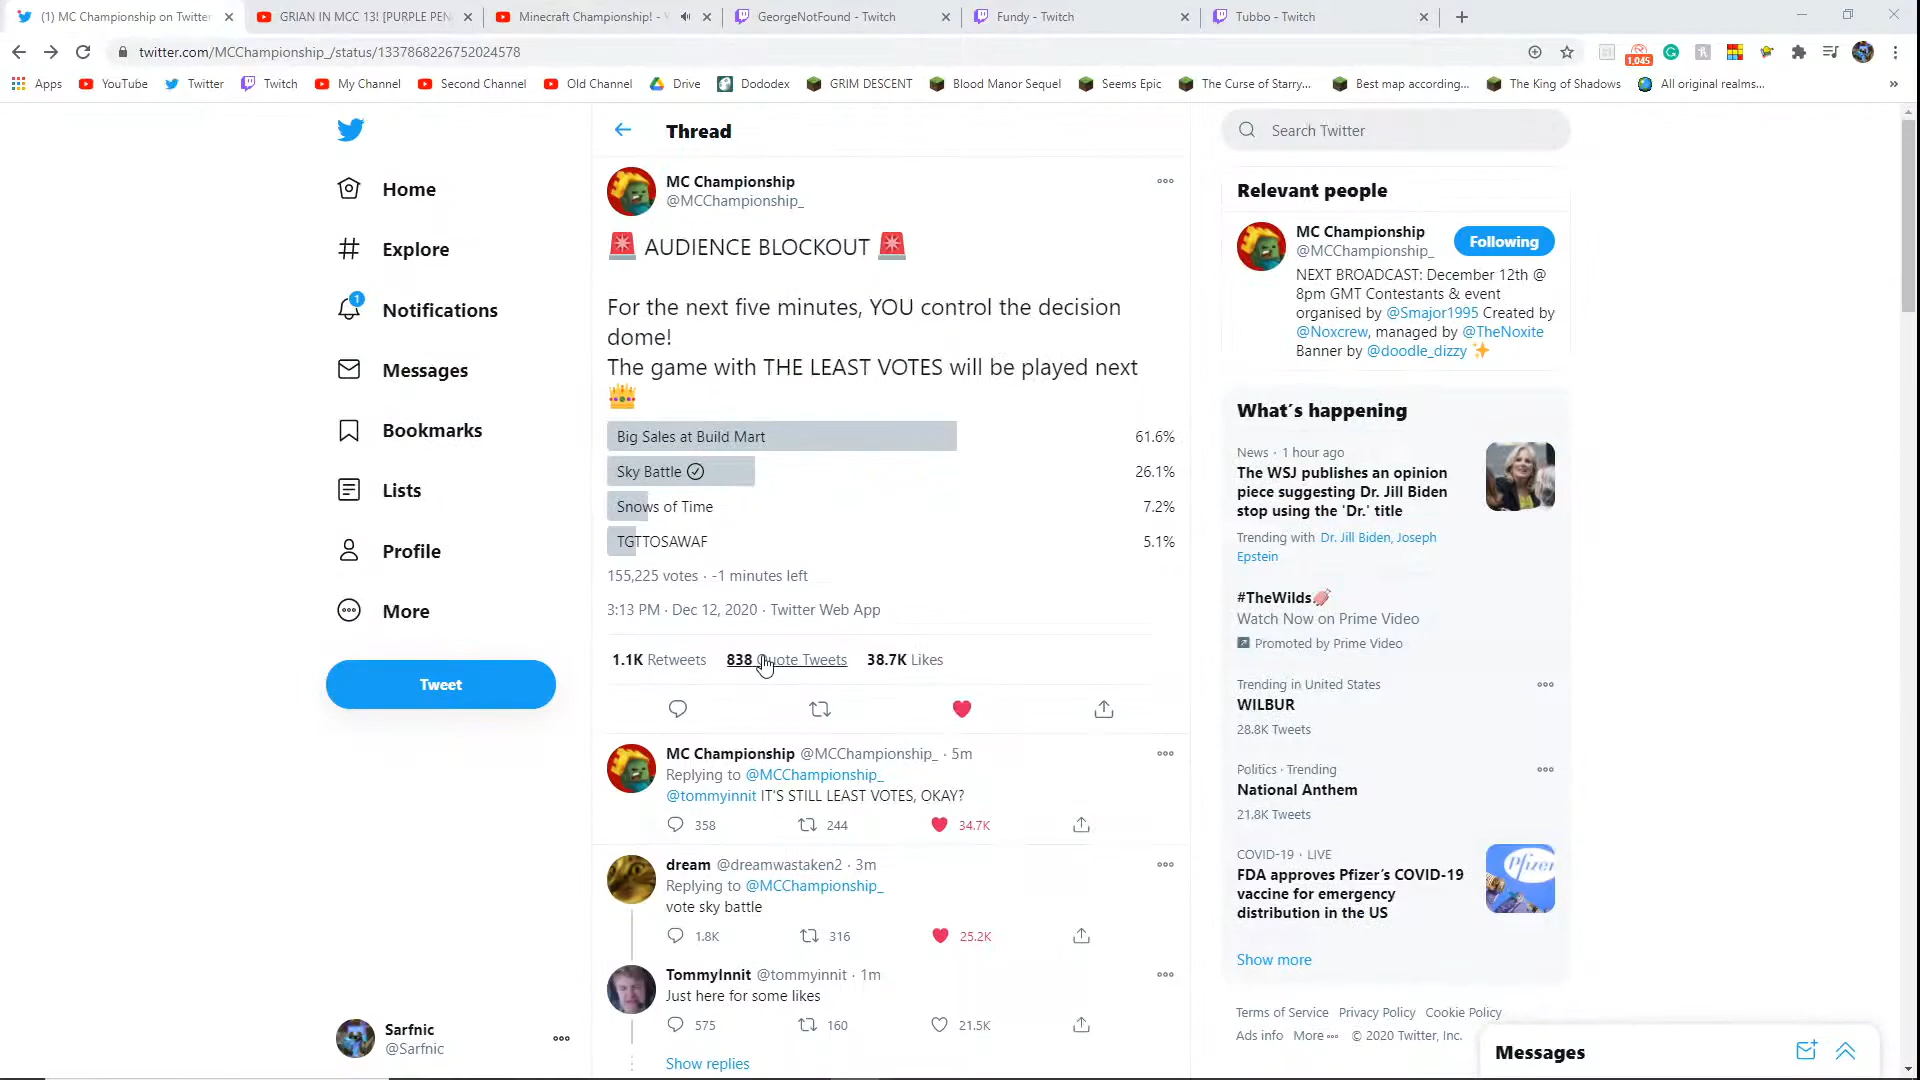 (1) MC Championship on Twitter
GRIAN IN MCC 13! [PURPLE PEN
Minecraft Championship! -
GeorgeNotFound - Twitch
Fundy - Twitch
Tubbo - Twitch
twitter.com/MCChampionship_/status/1337868226752024578
1,045
Apps
YouTube
Twitter
Twitch
My Channel
Second Channel
Old Channel
Drive
Dododex
GRIM DESCENT
Blood Manor Sequel
Seems Epic
The Curse of Starry...
Best map according...
The King of Shadows
All original realms...
Home
Explore
1
Notifications
Messages
Bookmarks
Lists
Profile
More
Tweet
Sarfnic
@Sarfnic
Thread
MC Championship
@MCChampionship_
🚨 AUDIENCE BLOCKOUT 🚨
For the next five minutes, YOU control the decision
dome!
The game with THE LEAST VOTES will be played next
👑
Big Sales at Build Mart 61.6%
Sky Battle 26.1%
Snows of Time 7.2%
TGTTOSAWAF 5.1%
155,225 votes · -1 minutes left
3:13 PM · Dec 12, 2020 · Twitter Web App
1.1K Retweets 838 Quote Tweets 38.7K Likes
MC Championship @MCChampionship_ · 5m
Replying to @MCChampionship_
@tommyinnit IT'S STILL LEAST VOTES, OKAY?
358 244 34.7K
dream @dreamwastaken2 · 3m
Replying to @MCChampionship_
vote sky battle
1.8K 316 25.2K
TommyInnit @tommyinnit · 1m
Just here for some likes
575 160 21.5K
Show replies
Search Twitter
Relevant people
MC Championship
@MCChampionship_
Following
NEXT BROADCAST: December 12th @
8pm GMT Contestants & event
organised by @Smajor1995 Created by
@Noxcrew, managed by @TheNoxite
Banner by @doodle_dizzy ✨
What's happening
News · 1 hour ago
The WSJ publishes an opinion
piece suggesting Dr. Jill Biden
stop using the 'Dr.' title
Trending with Dr. Jill Biden, Joseph
Epstein
#TheWilds
Watch Now on Prime Video
Promoted by Prime Video
Trending in United States
WILBUR
28.8K Tweets
Politics · Trending
National Anthem
21.8K Tweets
COVID-19 · LIVE
FDA approves Pfizer's COVID-19
vaccine for emergency
distribution in the US
Pfizer
Show more
Terms of Service Privacy Policy Cookie Policy
Ads info More ··· © 2020 Twitter, Inc.
Messages